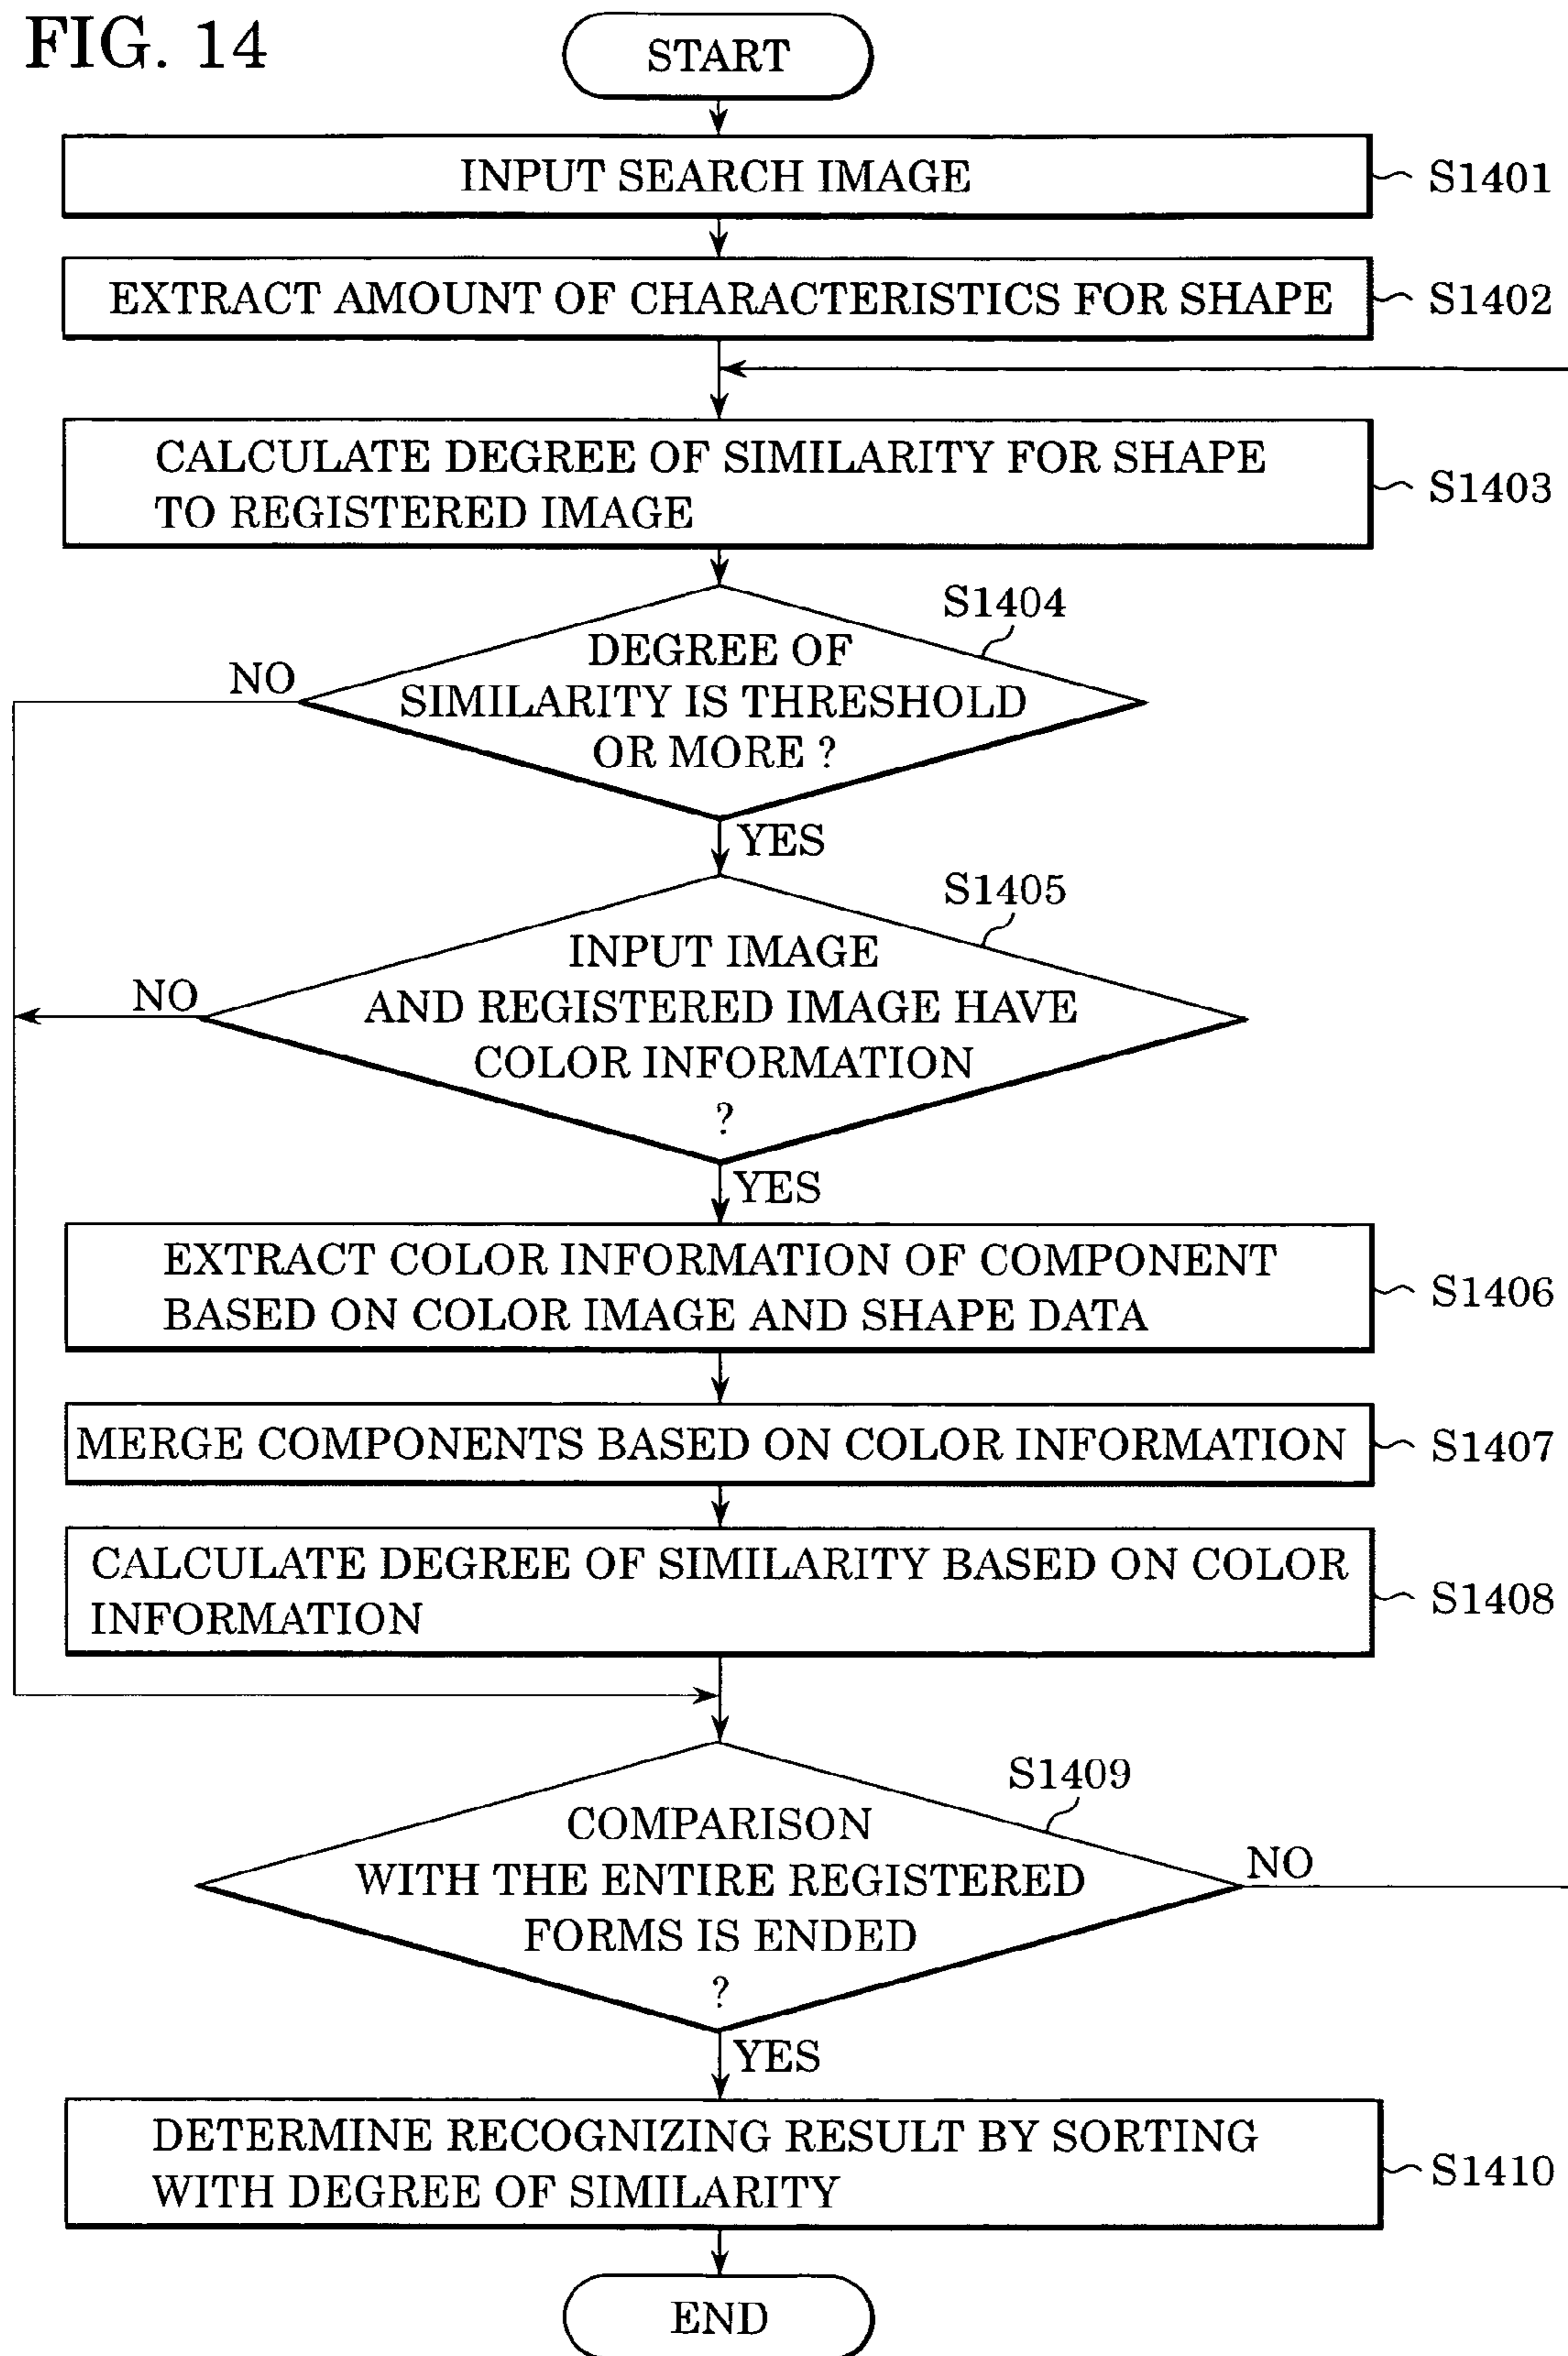 FIG. 14
START
INPUT SEARCH IMAGE
S1401
EXTRACT AMOUNT OF CHARACTERISTICS FOR SHAPE
S1402
CALCULATE DEGREE OF SIMILARITY FOR SHAPE
TO REGISTERED IMAGE
S1403
S1404
DEGREE OF
SIMILARITY IS THRESHOLD
OR MORE ?
NO
YES
S1405
INPUT IMAGE
AND REGISTERED IMAGE HAVE
COLOR INFORMATION
?
NO
YES
EXTRACT COLOR INFORMATION OF COMPONENT
BASED ON COLOR IMAGE AND SHAPE DATA
S1406
MERGE COMPONENTS BASED ON COLOR INFORMATION
S1407
CALCULATE DEGREE OF SIMILARITY BASED ON COLOR
INFORMATION
S1408
S1409
COMPARISON
WITH THE ENTIRE REGISTERED
FORMS IS ENDED
?
NO
YES
DETERMINE RECOGNIZING RESULT BY SORTING
WITH DEGREE OF SIMILARITY
S1410
END